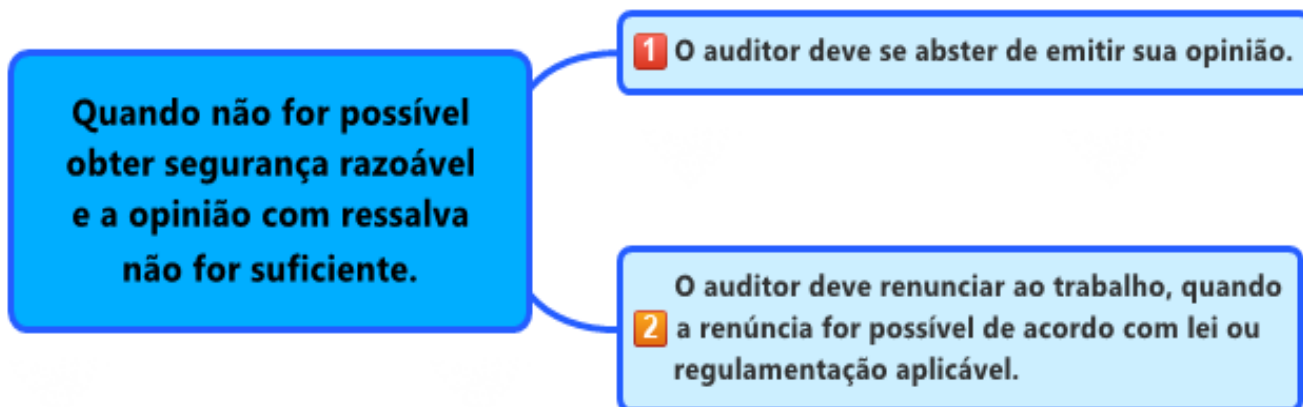 Quando não for possível
obter segurança razoável
e a opinião com ressalva
não for suficiente.
1 O auditor deve se abster de emitir sua opinião.
O auditor deve renunciar ao trabalho, quando
2 a renúncia for possível de acordo com lei ou
regulamentação aplicável.